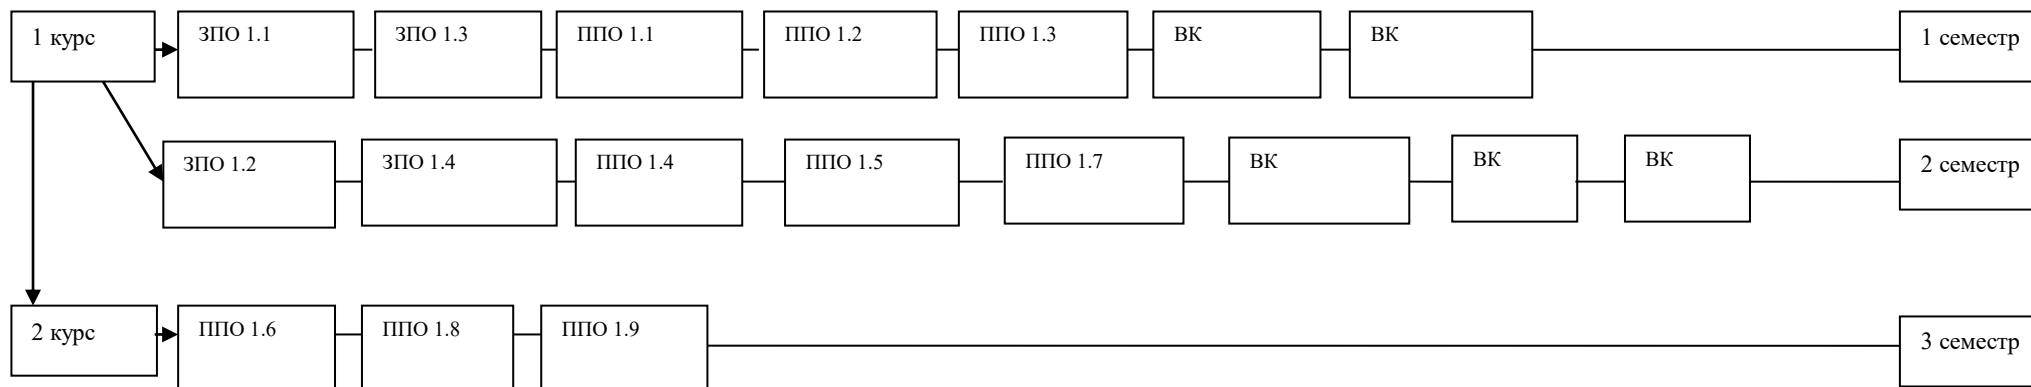 1 курс ЗПО 1.1 ЗПО 1.3 ППО 1.1 ППО 1.2 ППО 1.3 ВК ВК 1 семестр
ЗПО 1.2 ЗПО 1.4 ППО 1.4 ППО 1.5 ППО 1.7 ВК ВК ВК 2 семестр
2 курс ППО 1.6 ППО 1.8 ППО 1.9 3 семестр